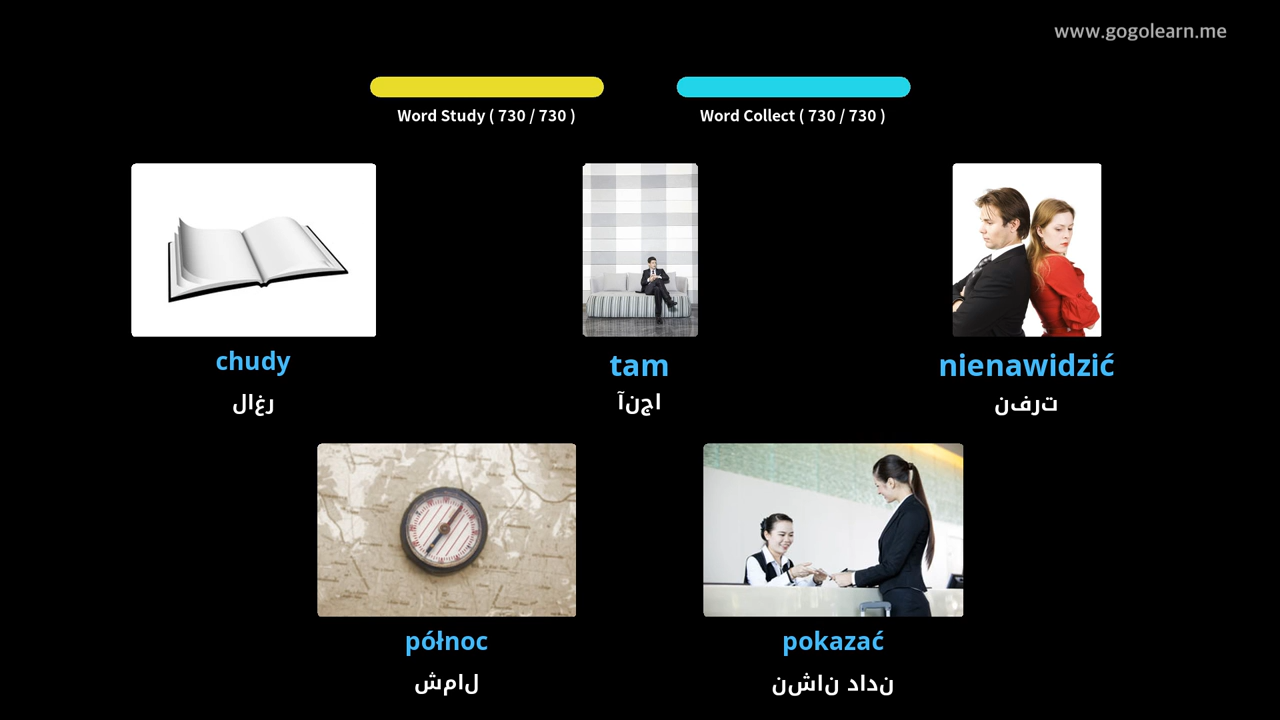 www.gogolearn.me
Word Study ( 730 / 730 )
Word Collect ( 730 / 730 )
chudy
رغال
tam
اجنآ
nienawidzić
ترفن
północ
لامش
pokazać
نداد ناشن